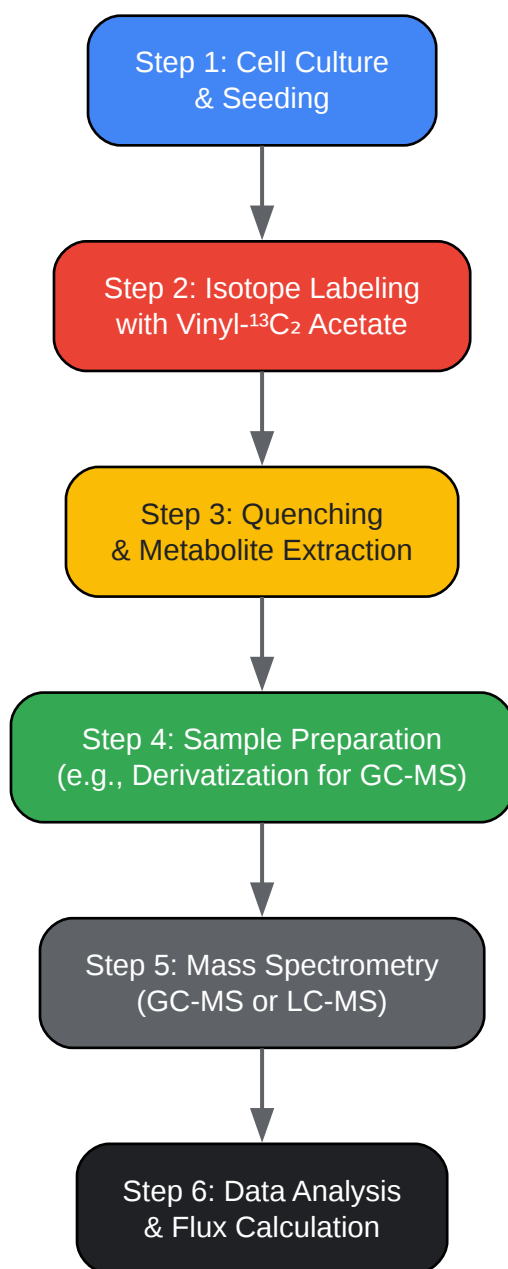 Step 1: Cell Culture
& Seeding
Step 2: Isotope Labeling
with Vinyl-¹³C₂ Acetate
Step 3: Quenching
& Metabolite Extraction
Step 4: Sample Preparation
(e.g., Derivatization for GC-MS)
Step 5: Mass Spectrometry
(GC-MS or LC-MS)
Step 6: Data Analysis
& Flux Calculation